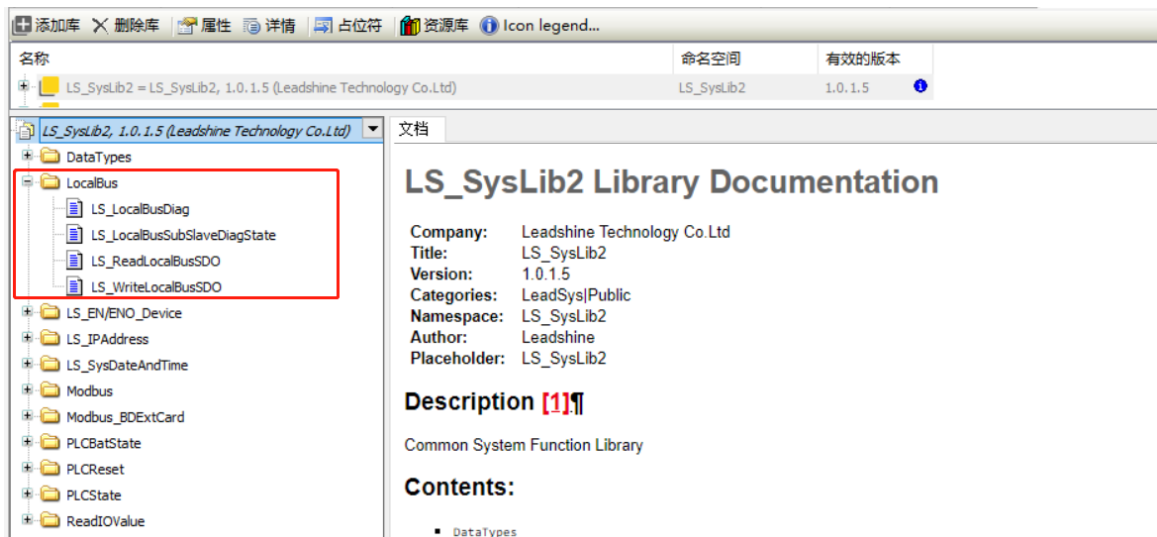 添加库 删除库 属性 详情 占位符 资源库 Icon legend...
名称 命名空间 有效的版本
LS_SysLib2 = LS_SysLib2, 1.0.1.5 (Leadshine Technology Co.Ltd) LS_SysLib2 1.0.1.5
LS_SysLib2, 1.0.1.5 (Leadshine Technology Co.Ltd)
DataTypes
LocalBus
LS_LocalBusDiag
LS_LocalBusSubSlaveDiagState
LS_ReadLocalBusSDO
LS_WriteLocalBusSDO
LS_EN/ENO_Device
LS_IPAddress
LS_SysDateAndTime
Modbus
Modbus_BDExtCard
PLCBatState
PLCReset
PLCState
ReadIOValue
文档
LS_SysLib2 Library Documentation
Company: Leadshine Technology Co.Ltd
Title: LS_SysLib2
Version: 1.0.1.5
Categories: LeadSys|Public
Namespace: LS_SysLib2
Author: Leadshine
Placeholder: LS_SysLib2
Description [1]¶
Common System Function Library
Contents:
▪ DataTypes